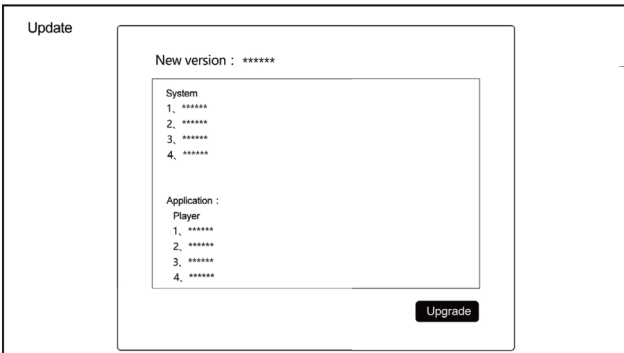 Update
New version： ******
System
1、******
2、******
3、******
4、******
Application：
Player
1、******
2、******
3、******
4、******
Upgrade